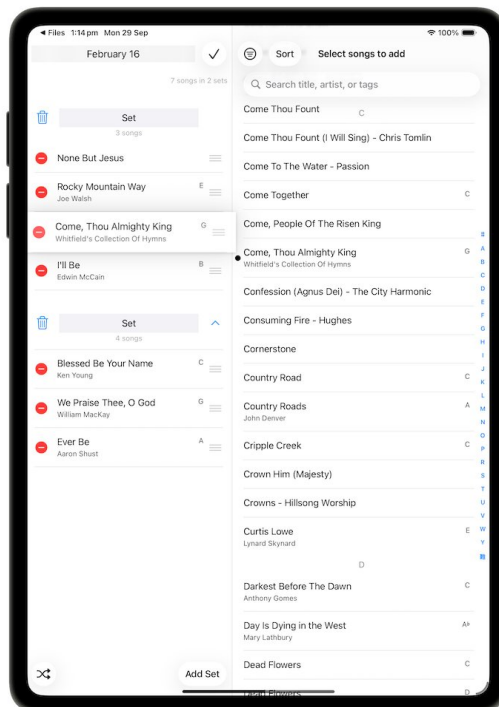 Files 1:14 pm Mon 29 Sep
100%
February 16
7 songs in 2 sets
Set
3 songs
None But Jesus
Rocky Mountain Way E
Joe Walsh
Come, Thou Almighty King G
Whitfield's Collection Of Hymns
I'll Be B
Edwin McCain
Set
4 songs
Blessed Be Your Name C
Ken Young
We Praise Thee, O God G
William MacKay
Ever Be A
Aaron Shust
Add Set
Sort
Select songs to add
Search title, artist, or tags
Come Thou Fount
C
Come Thou Fount (I Will Sing) - Chris Tomlin
Come To The Water - Passion
Come Together C
Come, People Of The Risen King
Come, Thou Almighty King G
Whitfield's Collection Of Hymns
Confession (Agnus Dei) - The City Harmonic
Consuming Fire - Hughes
Cornerstone
Country Road C
Country Roads A
John Denver
Cripple Creek C
Crown Him (Majesty)
Crowns - Hillsong Worship
Curtis Lowe E
Lynard Skynard
D
Darkest Before The Dawn C
Anthony Gomes
Day Is Dying in the West A♭
Mary Lathbury
Dead Flowers C
Dead Flowers D
#
A
B
C
D
E
F
G
H
I
J
K
L
M
N
O
P
R
S
T
U
V
W
Y